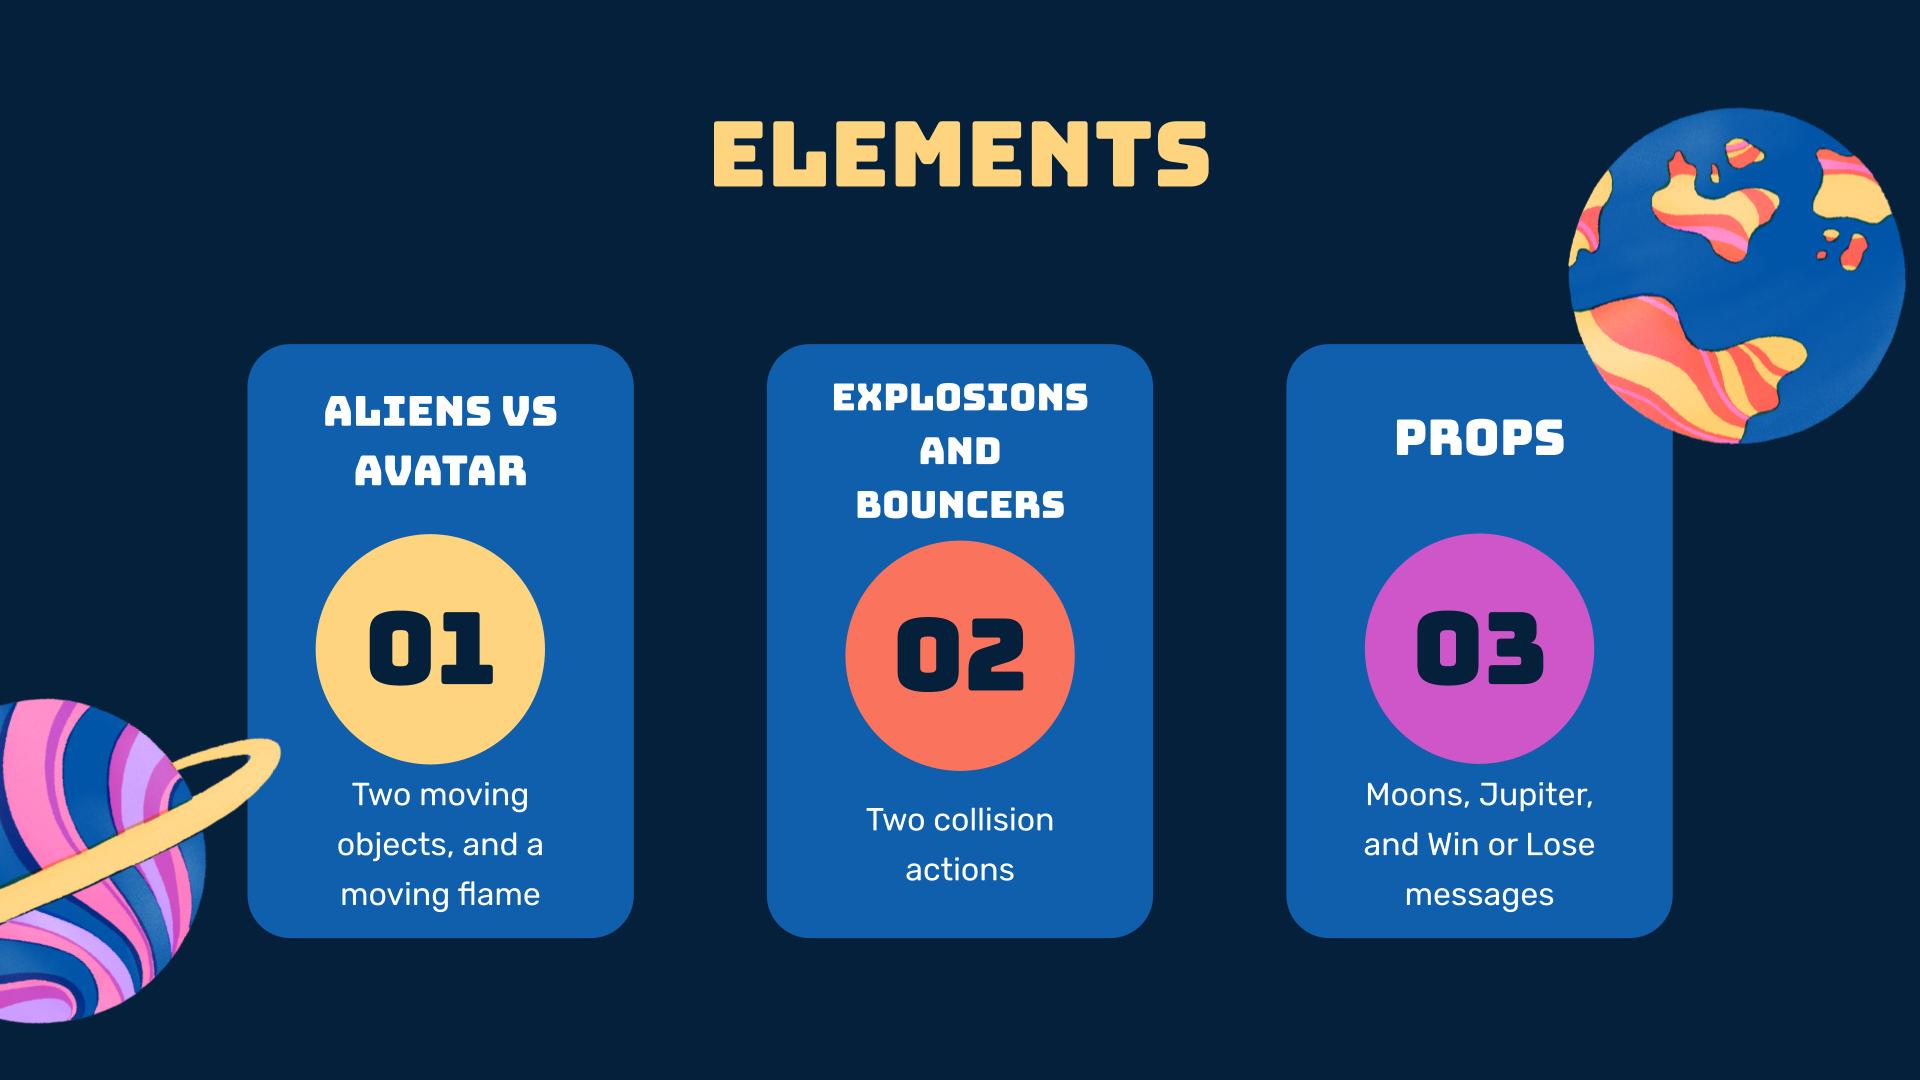 ELEMENTS
ALIENS VS
AVATAR
01
Two moving
objects, and a
moving flame
EXPLOSIONS
AND
BOUNCERS
02
Two collision
actions
PROPS
03
Moons, Jupiter,
and Win or Lose
messages